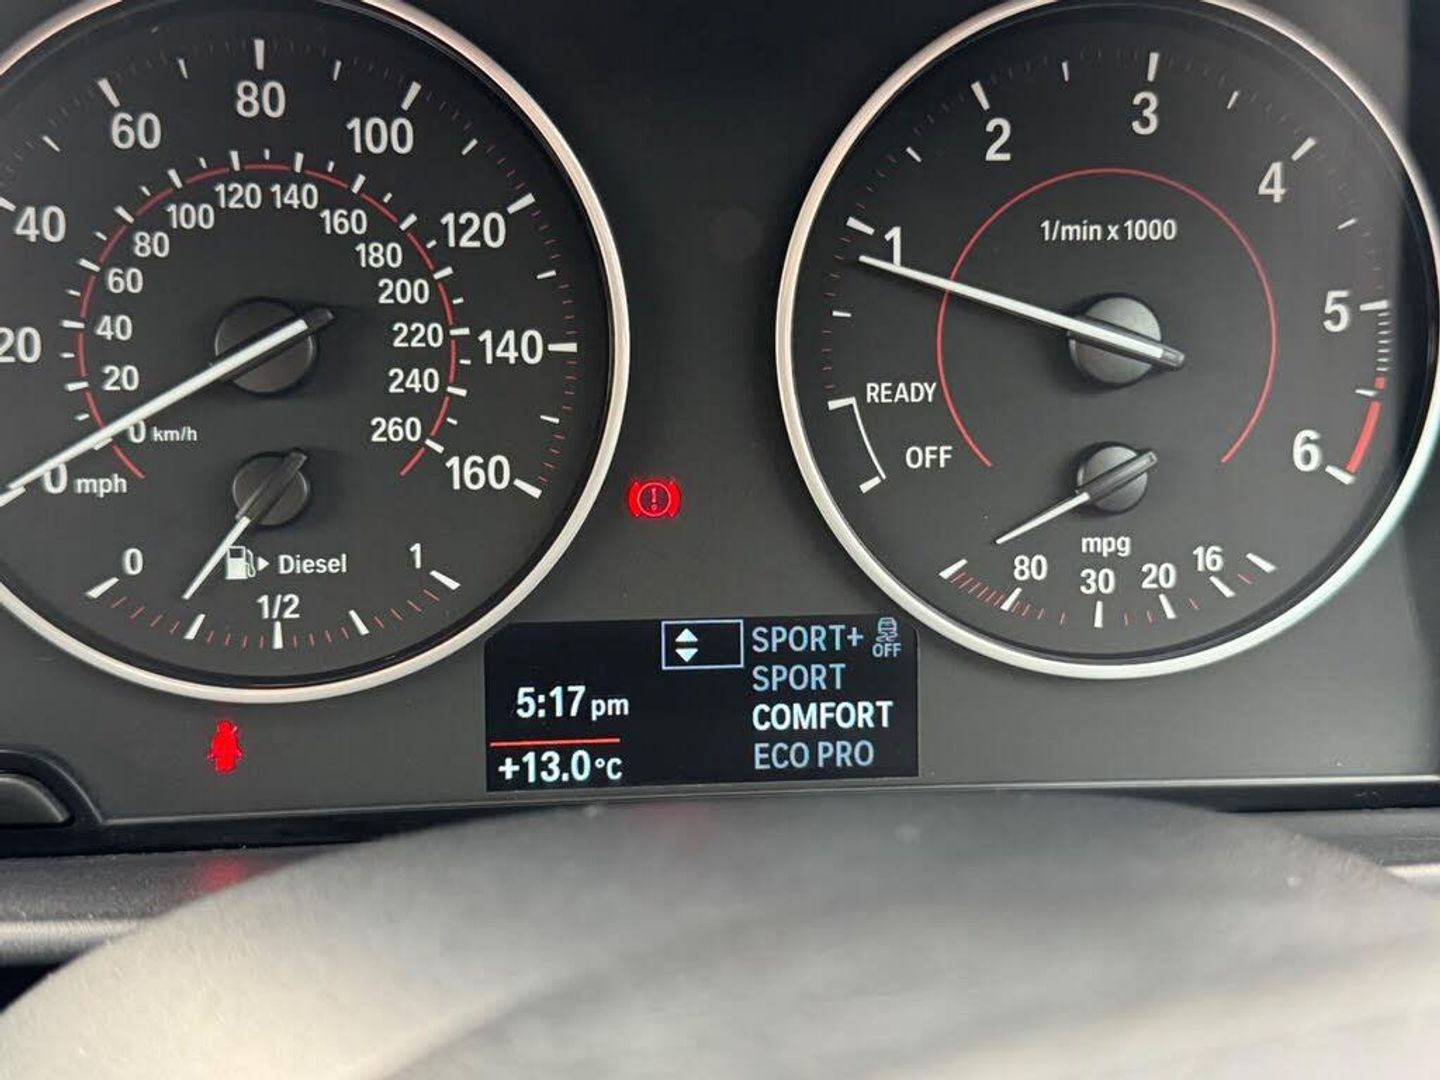 20
40
60
80
100
120
140
160
0 mph
0 km/h
20
40
60
80
100
120
140
160
180
200
220
240
260
0
1/2
1
Diesel
1
2
3
4
5
6
1/min x 1000
READY
OFF
mpg
80
30
20
16
SPORT+
OFF
SPORT
COMFORT
ECO PRO
5:17 pm
+13.0°C